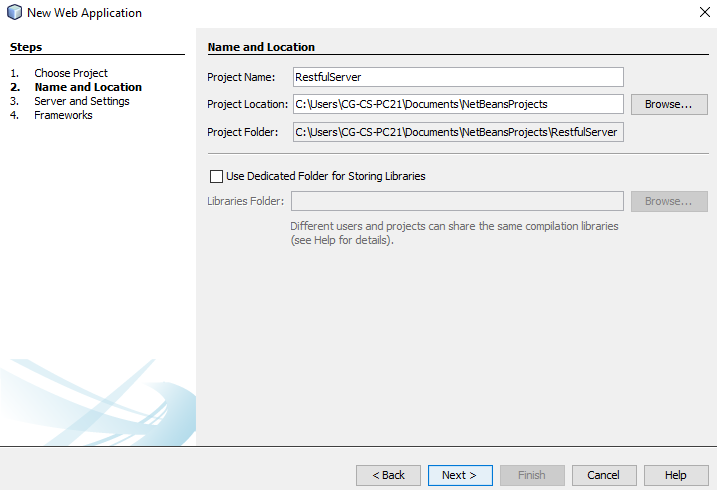 New Web Application
Steps
1. Choose Project
2. Name and Location
3. Server and Settings
4. Frameworks
Name and Location
Project Name: RestfulServer
Project Location: C:\Users\CG-CS-PC21\Documents\NetBeansProjects Browse...
Project Folder: C:\Users\CG-CS-PC21\Documents\NetBeansProjects\RestfulServer
Use Dedicated Folder for Storing Libraries
Libraries Folder: Browse...
Different users and projects can share the same compilation libraries
(see Help for details).
< Back Next > Finish Cancel Help